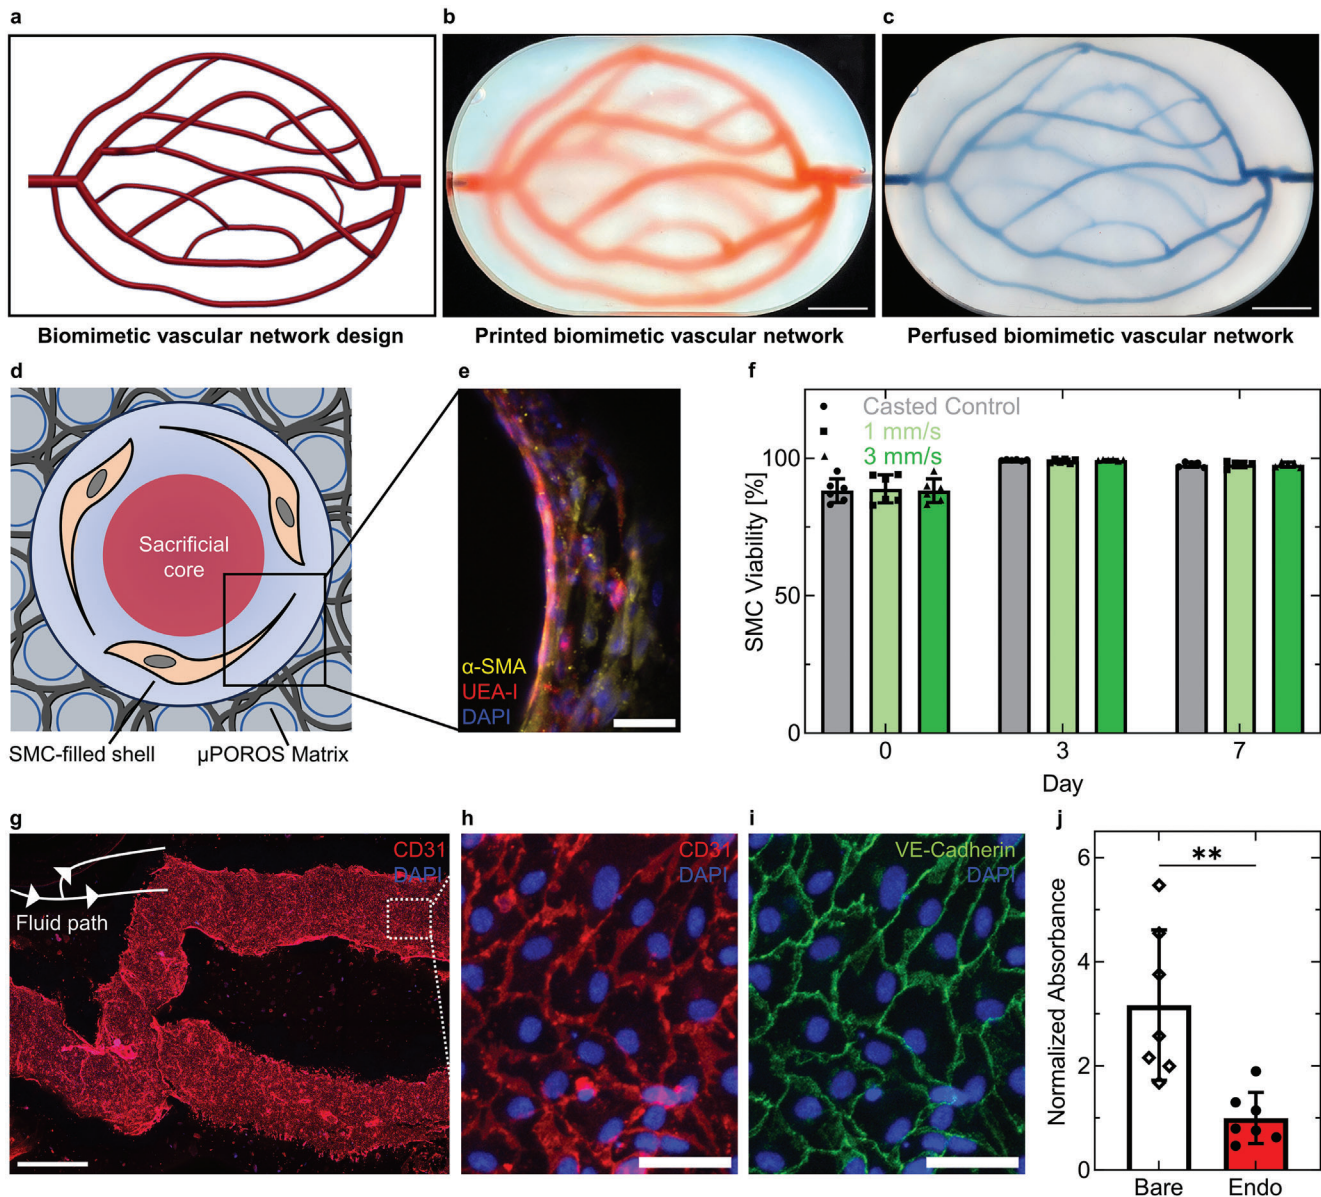 a
b
c
Biomimetic vascular network design
Printed biomimetic vascular network
Perfused biomimetic vascular network
d
Sacrificial
core
SMC-filled shell
µPOROS Matrix
e
α-SMA
UEA-I
DAPI
f
Casted Control
1 mm/s
3 mm/s
SMC Viability [%]
100
50
0
0
3
7
Day
g
CD31
DAPI
Fluid path
h
CD31
DAPI
i
VE-Cadherin
DAPI
j
**
Normalized Absorbance
6
4
2
0
Bare
Endo